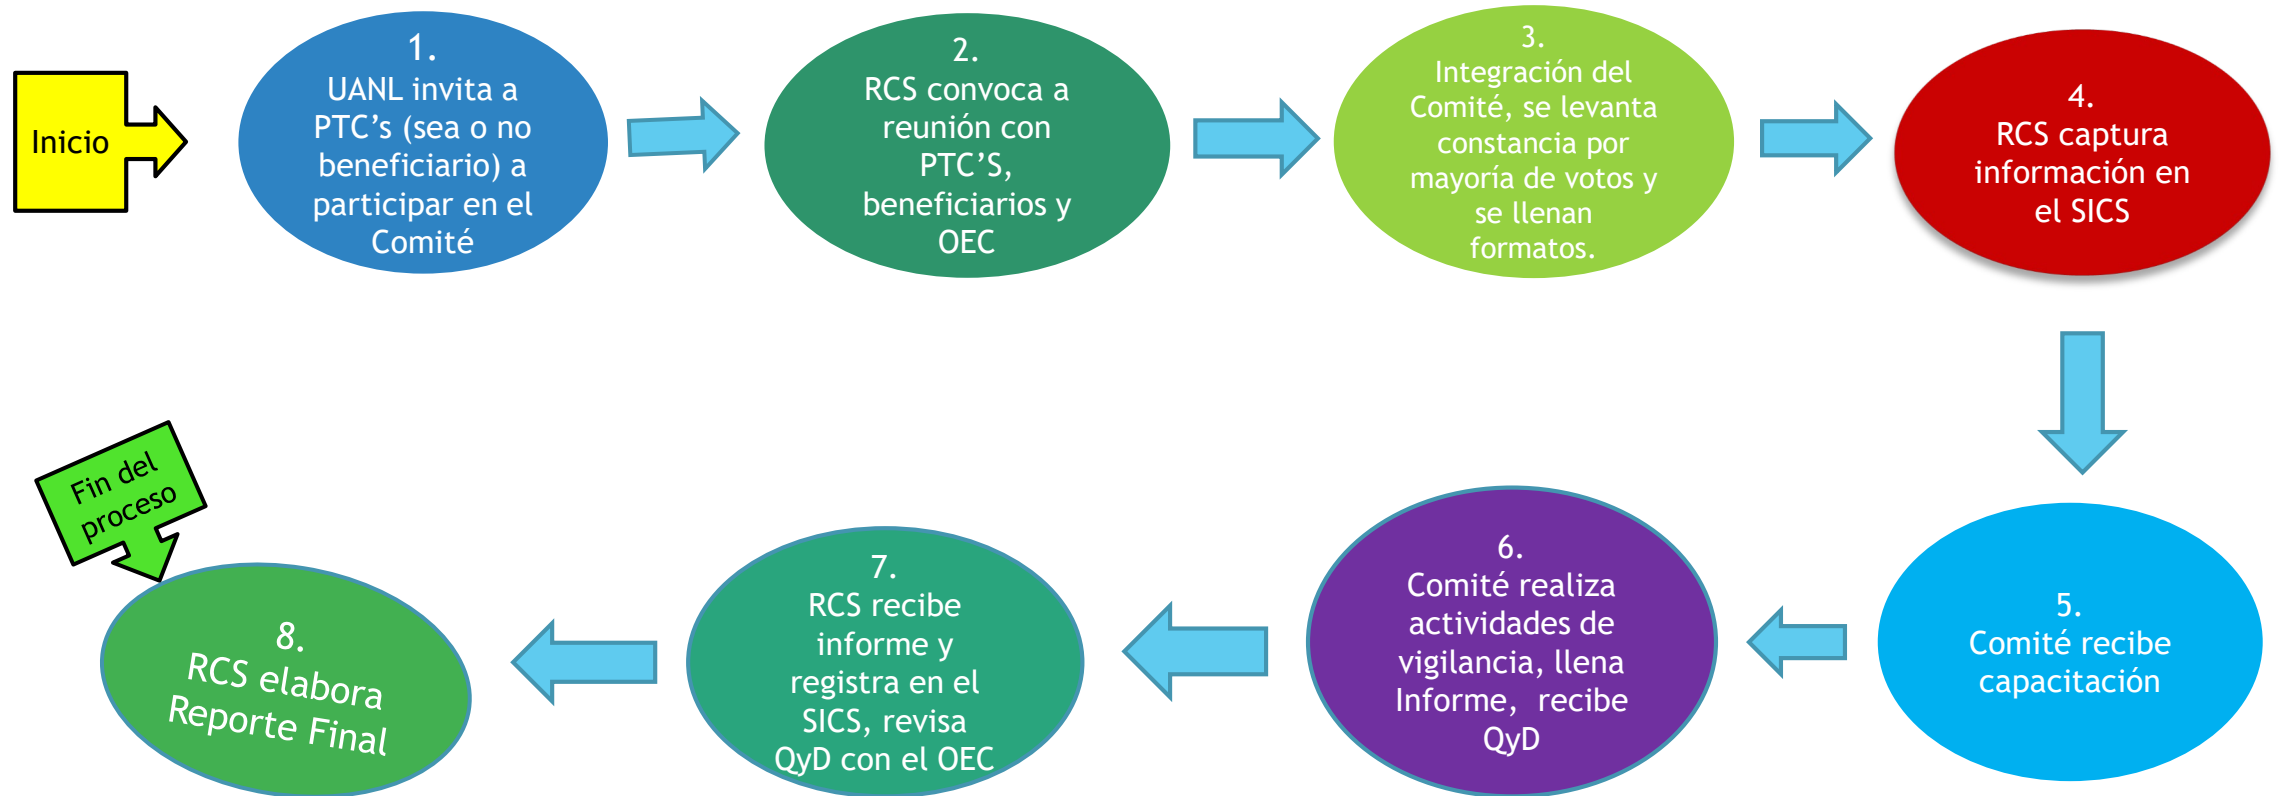 Inicio
1.
UANL invita a
PTC’s (sea o no
beneficiario) a
participar en el
Comité
2.
RCS convoca a
reunión con
PTC’S,
beneficiarios y
OEC
3.
Integración del
Comité, se levanta
constancia por
mayoría de votos y
se llenan
formatos.
4.
RCS captura
información en
el SICS
5.
Comité recibe
capacitación
6.
Comité realiza
actividades de
vigilancia, llena
Informe, recibe
QyD
7.
RCS recibe
informe y
registra en el
SICS, revisa
QyD con el OEC
8.
RCS elabora
Reporte Final
Fin del
proceso